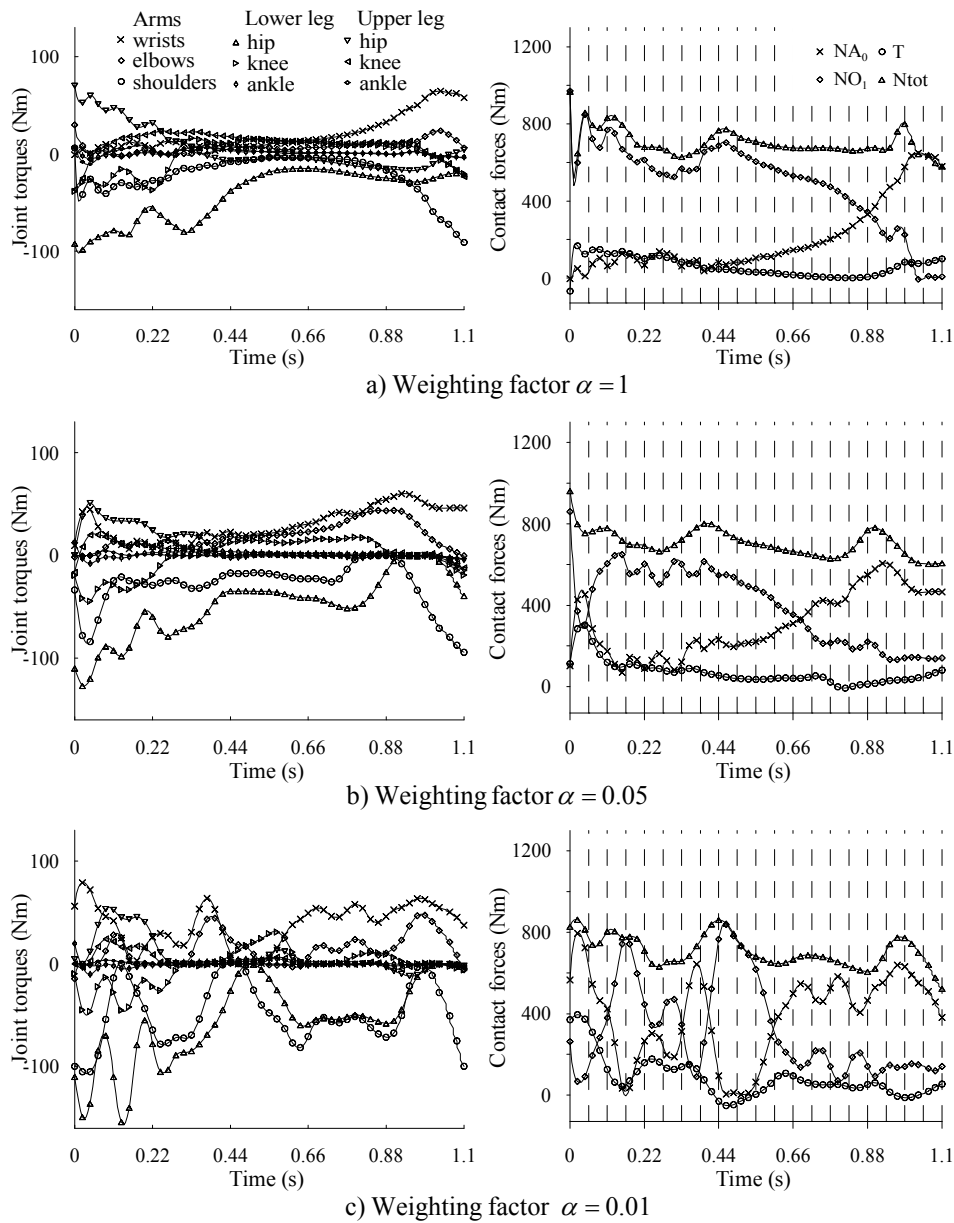 Arms
wrists
elbows
shoulders
Lower leg
hip
knee
ankle
Upper leg
hip
knee
ankle
Joint torques (Nm)
100
0
,100
0 0.22 0.44 0.66 0.88 1.1
Time (s)
Contact forces (Nm)
1200
800
400
0
NA0 T
NO1 Ntot
0 0.22 0.44 0.66 0.88 1.1
Time (s)
a) Weighting factor α = 1
Joint torques (Nm)
100
0
,100
0 0.22 0.44 0.66 0.88 1.1
Time (s)
Contact forces (Nm)
1200
800
400
0
0 0.22 0.44 0.66 0.88 1.1
Time (s)
b) Weighting factor α = 0.05
Joint torques (Nm)
100
0
,100
0 0.22 0.44 0.66 0.88 1.1
Time (s)
Contact forces (Nm)
1200
800
400
0
0 0.22 0.44 0.66 0.88 1.1
Time (s)
c) Weighting factor α = 0.01